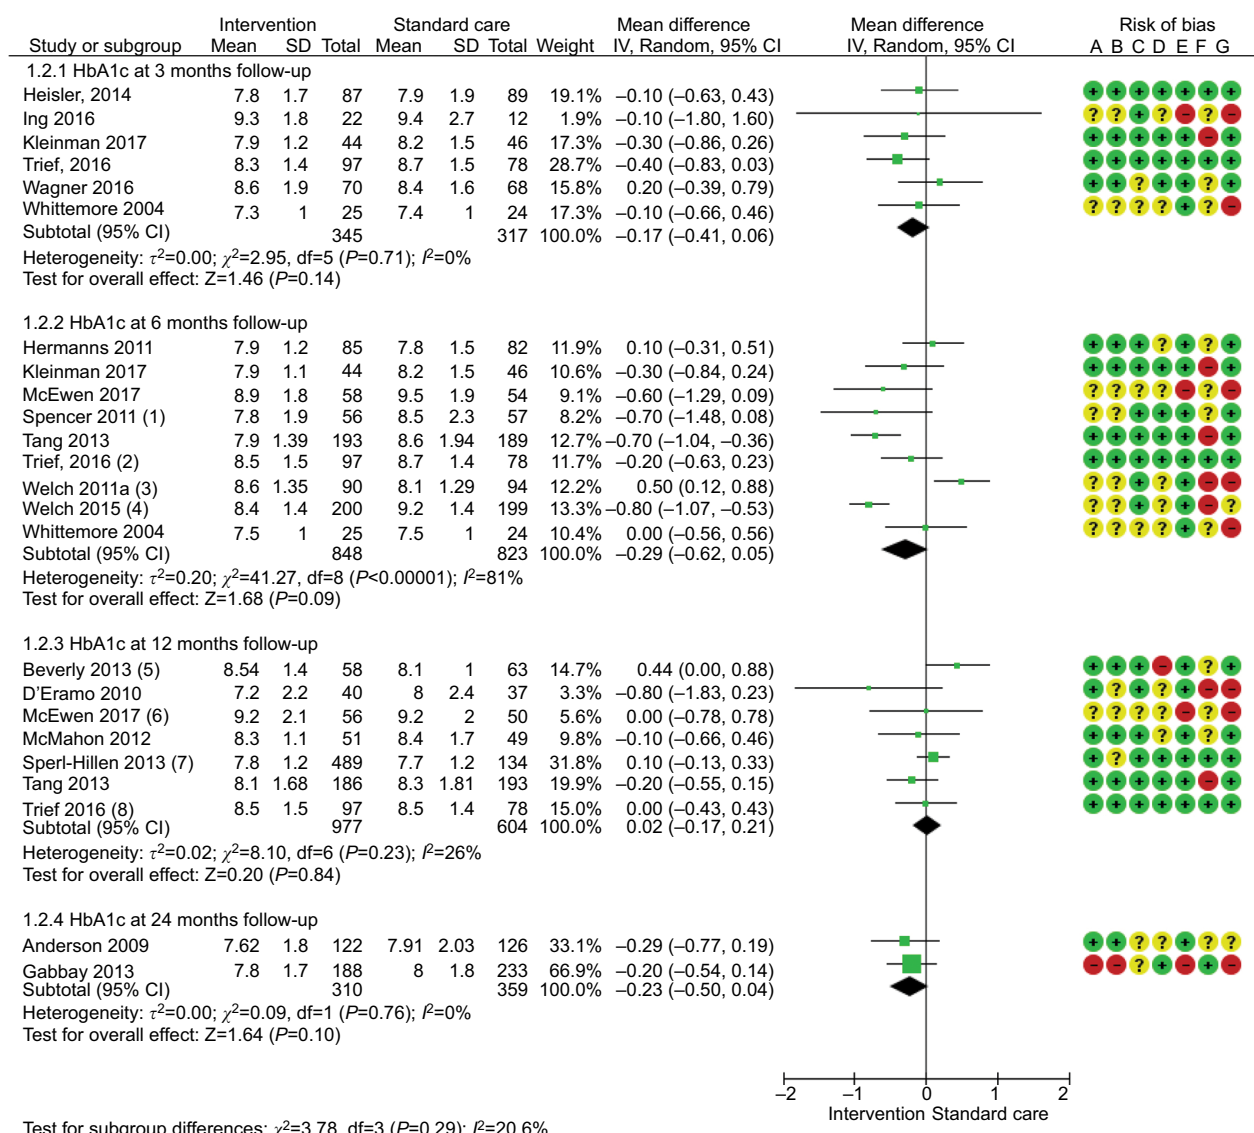 Intervention Standard care Mean difference Mean difference Risk of bias
Study or subgroup Mean SD Total Mean SD Total Weight IV, Random, 95% CI IV, Random, 95% CI A B C D E F G
1.2.1 HbA1c at 3 months follow-up
Heisler, 2014 7.8 1.7 87 7.9 1.9 89 19.1% –0.10 (–0.63, 0.43) + + + + + + +
Ing 2016 9.3 1.8 22 9.4 2.7 12 1.9% –0.10 (–1.80, 1.60) ? ? + ? – ? –
Kleinman 2017 7.9 1.2 44 8.2 1.5 46 17.3% –0.30 (–0.86, 0.26) + + + + + – +
Trief, 2016 8.3 1.4 97 8.7 1.5 78 28.7% –0.40 (–0.83, 0.03) + + + + + + +
Wagner 2016 8.6 1.9 70 8.4 1.6 68 15.8% 0.20 (–0.39, 0.79) + + ? + + ? +
Whittemore 2004 7.3 1 25 7.4 1 24 17.3% –0.10 (–0.66, 0.46) ? ? ? ? + ? –
Subtotal (95% CI) 345 317 100.0% –0.17 (–0.41, 0.06)
Heterogeneity: τ²=0.00; χ²=2.95, df=5 (P=0.71); I²=0%
Test for overall effect: Z=1.46 (P=0.14)
1.2.2 HbA1c at 6 months follow-up
Hermanns 2011 7.9 1.2 85 7.8 1.5 82 11.9% 0.10 (–0.31, 0.51) + + + ? + ? +
Kleinman 2017 7.9 1.1 44 8.2 1.5 46 10.6% –0.30 (–0.84, 0.24) + + + + + – +
McEwen 2017 8.9 1.8 58 9.5 1.9 54 9.1% –0.60 (–1.29, 0.09) ? ? ? ? – ? –
Spencer 2011 (1) 7.8 1.9 56 8.5 2.3 57 8.2% –0.70 (–1.48, 0.08) ? ? + + + ? +
Tang 2013 7.9 1.39 193 8.6 1.94 189 12.7% –0.70 (–1.04, –0.36) + + + + + – +
Trief, 2016 (2) 8.5 1.5 97 8.7 1.4 78 11.7% –0.20 (–0.63, 0.23) + + + + + + +
Welch 2011a (3) 8.6 1.35 90 8.1 1.29 94 12.2% 0.50 (0.12, 0.88) ? ? + ? + – –
Welch 2015 (4) 8.4 1.4 200 9.2 1.4 199 13.3% –0.80 (–1.07, –0.53) ? ? + ? + – ?
Whittemore 2004 7.5 1 25 7.5 1 24 10.4% 0.00 (–0.56, 0.56) ? ? ? ? + ? –
Subtotal (95% CI) 848 823 100.0% –0.29 (–0.62, 0.05)
Heterogeneity: τ²=0.20; χ²=41.27, df=8 (P<0.00001); I²=81%
Test for overall effect: Z=1.68 (P=0.09)
1.2.3 HbA1c at 12 months follow-up
Beverly 2013 (5) 8.54 1.4 58 8.1 1 63 14.7% 0.44 (0.00, 0.88) + + + – + ? +
D’Eramo 2010 7.2 2.2 40 8 2.4 37 3.3% –0.80 (–1.83, 0.23) + ? + ? + – –
McEwen 2017 (6) 9.2 2.1 56 9.2 2 50 5.6% 0.00 (–0.78, 0.78) ? ? ? ? – ? –
McMahon 2012 8.3 1.1 51 8.4 1.7 49 9.8% –0.10 (–0.66, 0.46) + + + ? + ? +
Sperl-Hillen 2013 (7) 7.8 1.2 489 7.7 1.2 134 31.8% 0.10 (–0.13, 0.33) + ? + + + + +
Tang 2013 8.1 1.68 186 8.3 1.81 193 19.9% –0.20 (–0.55, 0.15) + + + + + – +
Trief 2016 (8) 8.5 1.5 97 8.5 1.4 78 15.0% 0.00 (–0.43, 0.43) + + + + + + +
Subtotal (95% CI) 977 604 100.0% 0.02 (–0.17, 0.21)
Heterogeneity: τ²=0.02; χ²=8.10, df=6 (P=0.23); I²=26%
Test for overall effect: Z=0.20 (P=0.84)
1.2.4 HbA1c at 24 months follow-up
Anderson 2009 7.62 1.8 122 7.91 2.03 126 33.1% –0.29 (–0.77, 0.19) + + ? ? + ? ?
Gabbay 2013 7.8 1.7 188 8 1.8 233 66.9% –0.20 (–0.54, 0.14) – – ? + – + –
Subtotal (95% CI) 310 359 100.0% –0.23 (–0.50, 0.04)
Heterogeneity: τ²=0.00; χ²=0.09, df=1 (P=0.76); I²=0%
Test for overall effect: Z=1.64 (P=0.10)
–2 –1 0 1 2
Intervention Standard care
Test for subgroup differences: χ²=3.78, df=3 (P=0.29); I²=20.6%